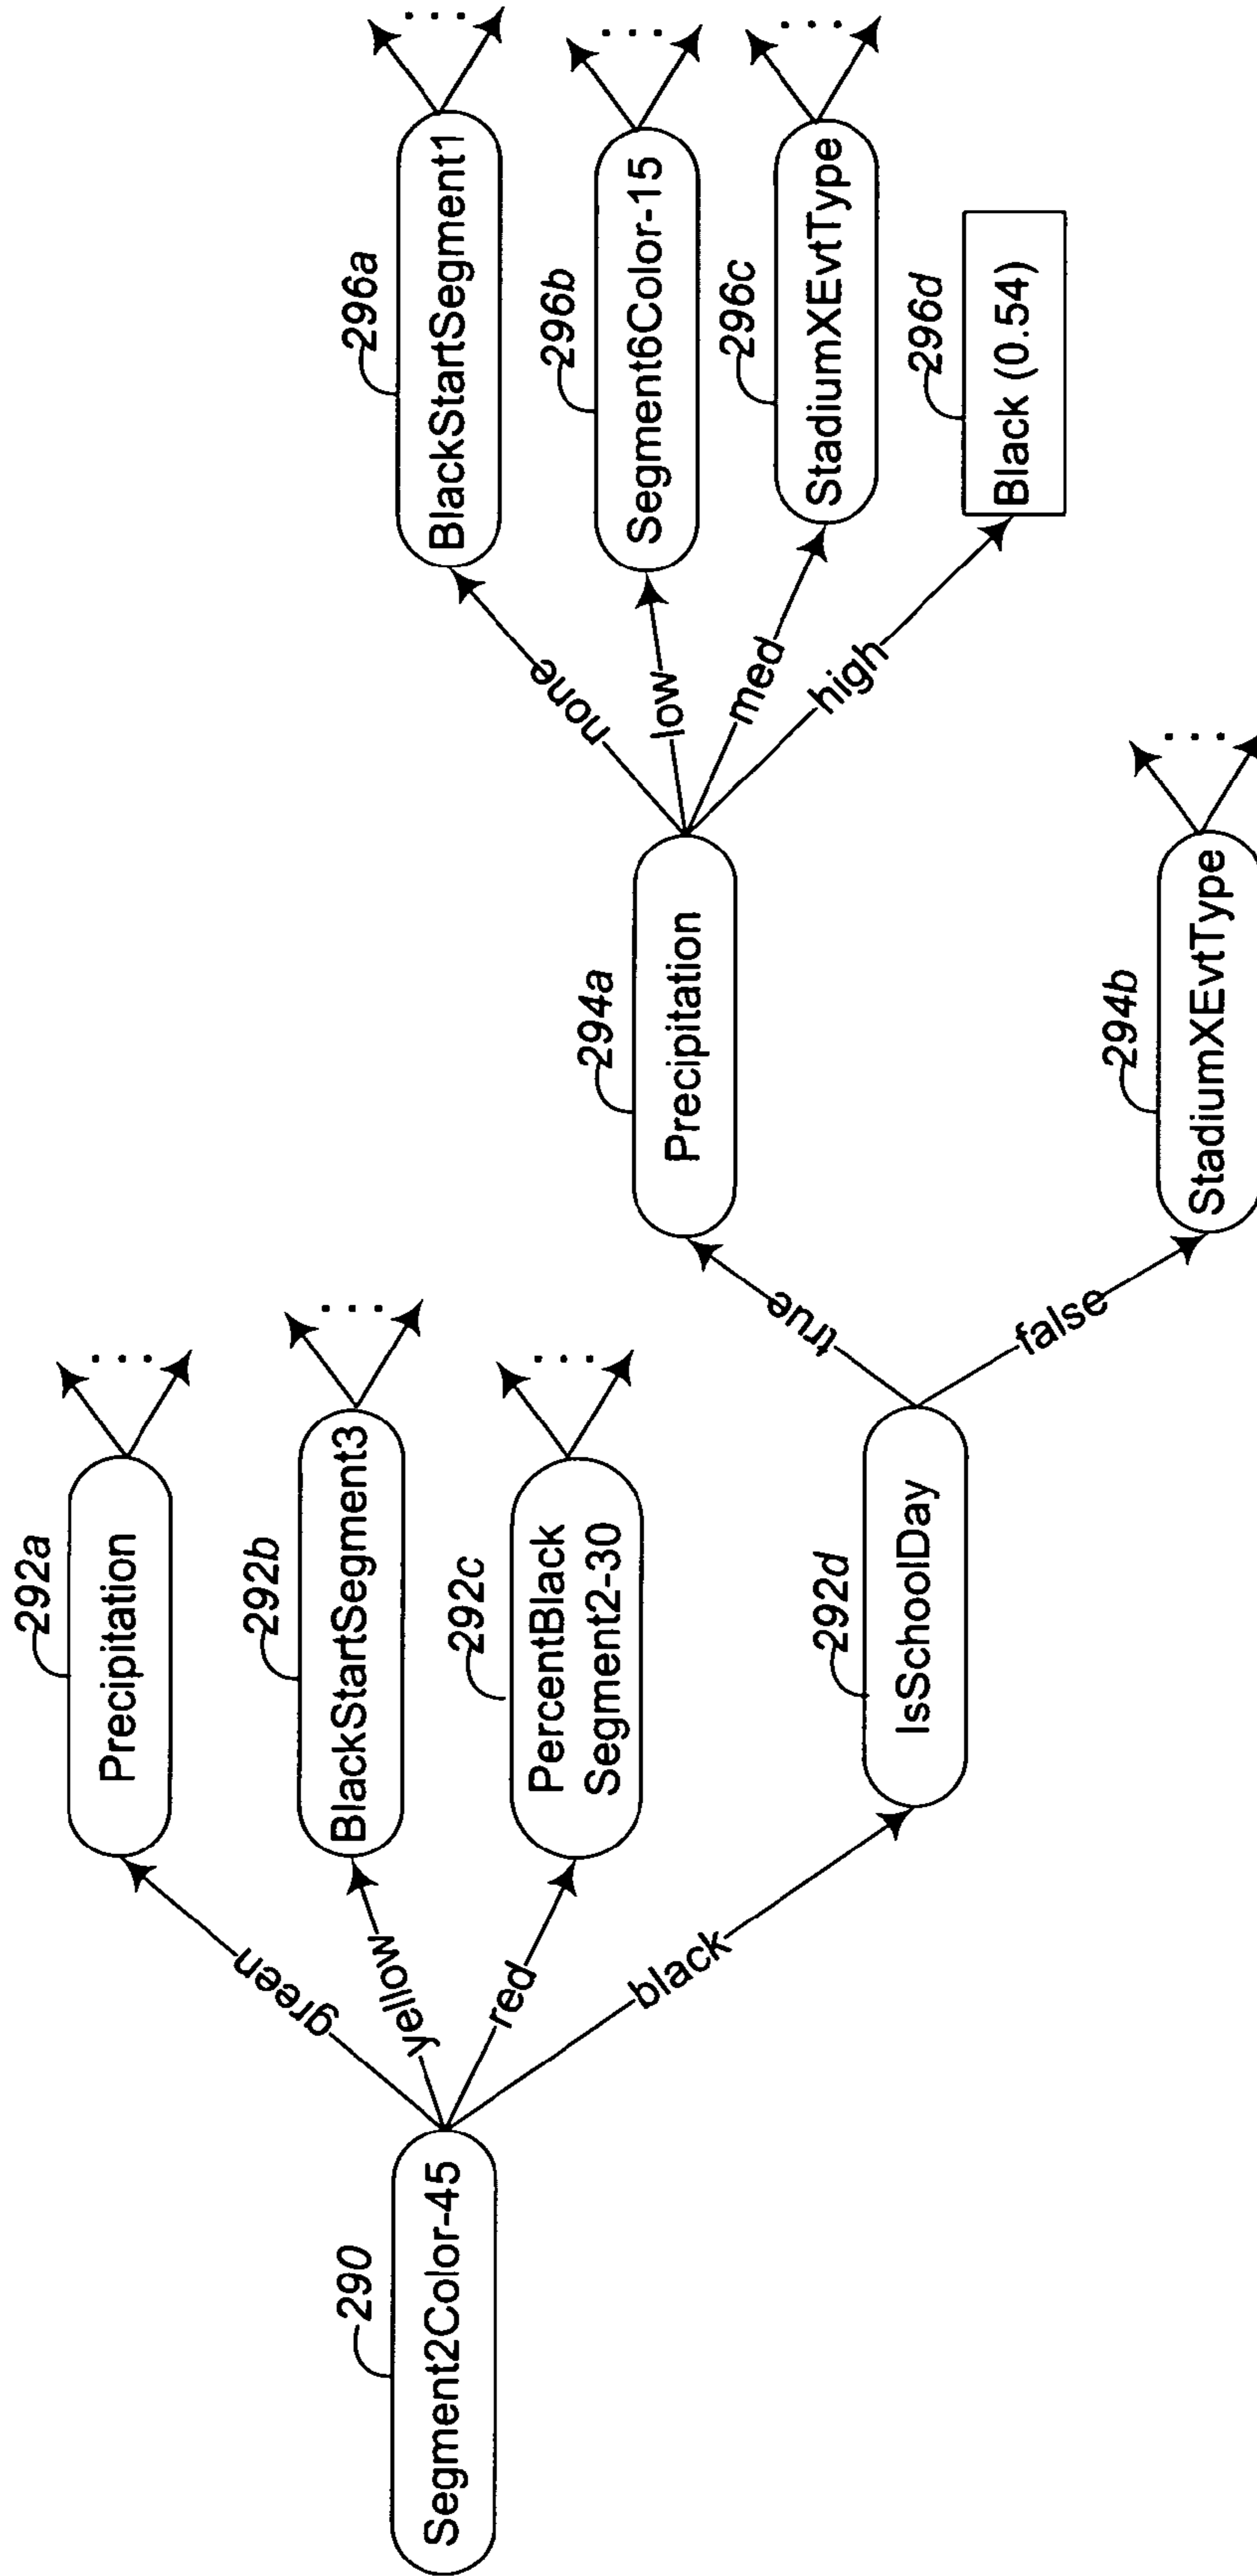 290
Segment2Color-45
green
yellow
red
black
292a
Precipitation
292b
BlackStartSegment3
292c
PercentBlack
Segment2-30
292d
IsSchoolDay
true
false
294a
Precipitation
294b
StadiumXEvtType
none
low
med
high
296a
BlackStartSegment1
296b
Segment6Color-15
296c
StadiumXEvtType
296d
Black (0.54)